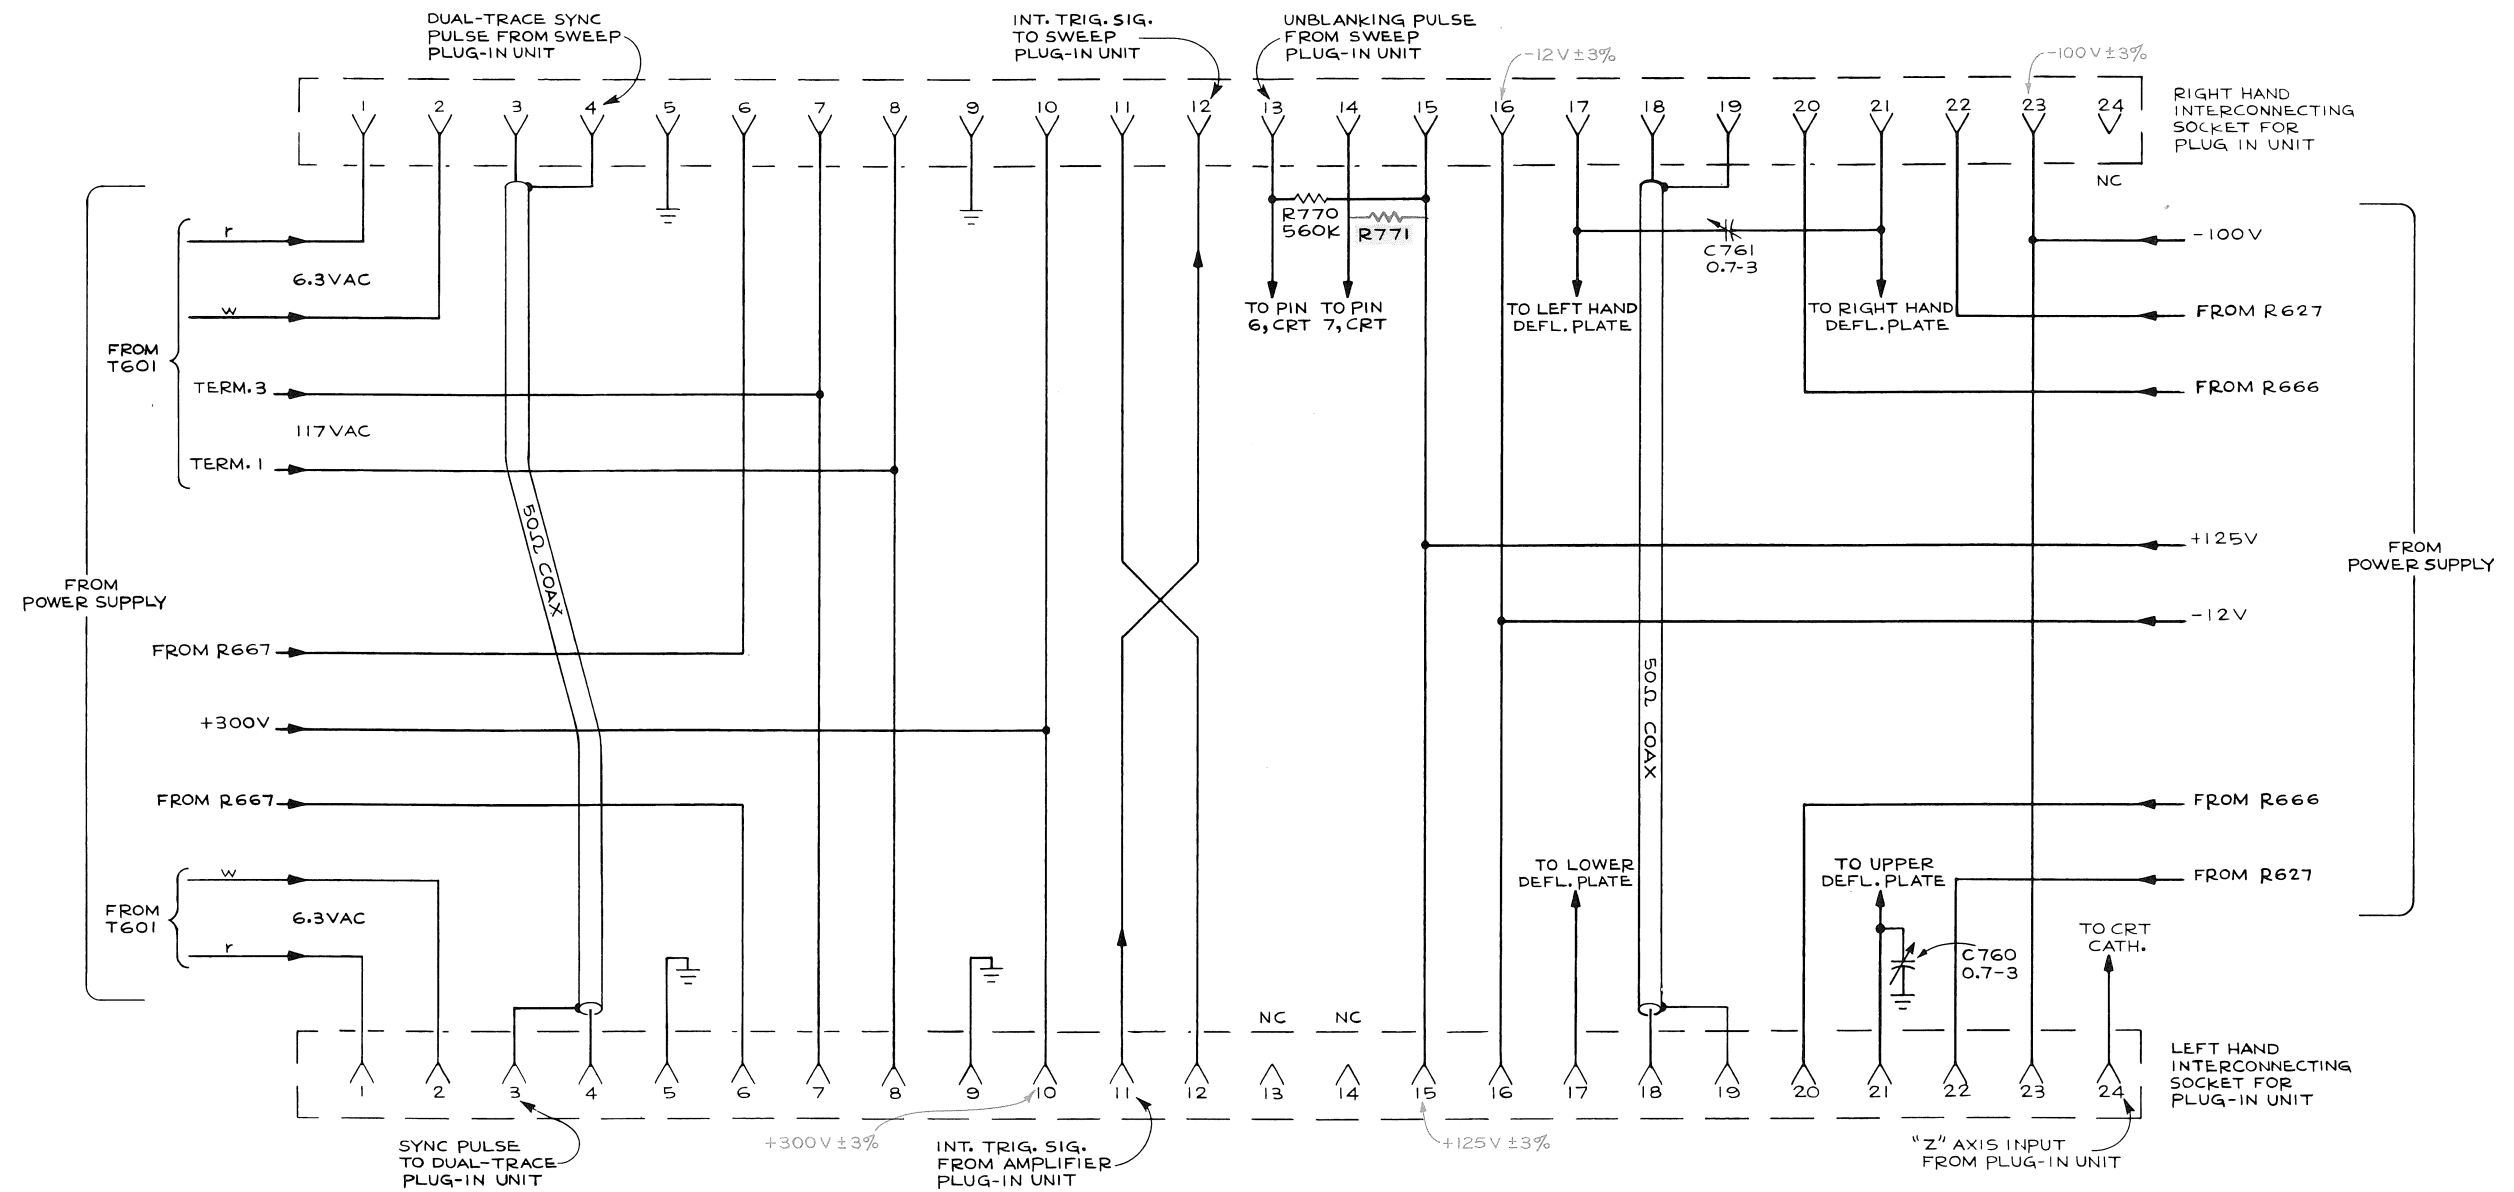 DUAL-TRACE SYNC
PULSE FROM SWEEP
PLUG-IN UNIT
INT. TRIG. SIG.
TO SWEEP
PLUG-IN UNIT
UNBLANKING PULSE
FROM SWEEP
PLUG-IN UNIT
-12V±3%
-100V±3%
1 2 3 4 5 6 7 8 9 10 11 12 13 14 15 16 17 18 19 20 21 22 23 24
RIGHT HAND
INTERCONNECTING
SOCKET FOR
PLUG IN UNIT
NC
r
6.3VAC
w
FROM
T601
TERM.3
117VAC
TERM. 1
R770
560K
R771
C761
0.7-3
TO PIN
6, CRT
TO PIN
7, CRT
TO LEFT HAND
DEFL. PLATE
TO RIGHT HAND
DEFL. PLATE
-100V
FROM R627
FROM R666
50Ω COAX
+125V
FROM
POWER SUPPLY
FROM
POWER SUPPLY
-12V
FROM R667
50Ω COAX
+300V
FROM R667
FROM R666
TO LOWER
DEFL. PLATE
TO UPPER
DEFL. PLATE
FROM R627
w
FROM
T601
6.3VAC
r
C760
0.7-3
TO CRT
CATH.
NC
NC
1 2 3 4 5 6 7 8 9 10 11 12 13 14 15 16 17 18 19 20 21 22 23 24
LEFT HAND
INTERCONNECTING
SOCKET FOR
PLUG-IN UNIT
SYNC PULSE
TO DUAL-TRACE
PLUG-IN UNIT
+300V±3%
INT. TRIG. SIG.
FROM AMPLIFIER
PLUG-IN UNIT
+125V±3%
"Z" AXIS INPUT
FROM PLUG-IN UNIT